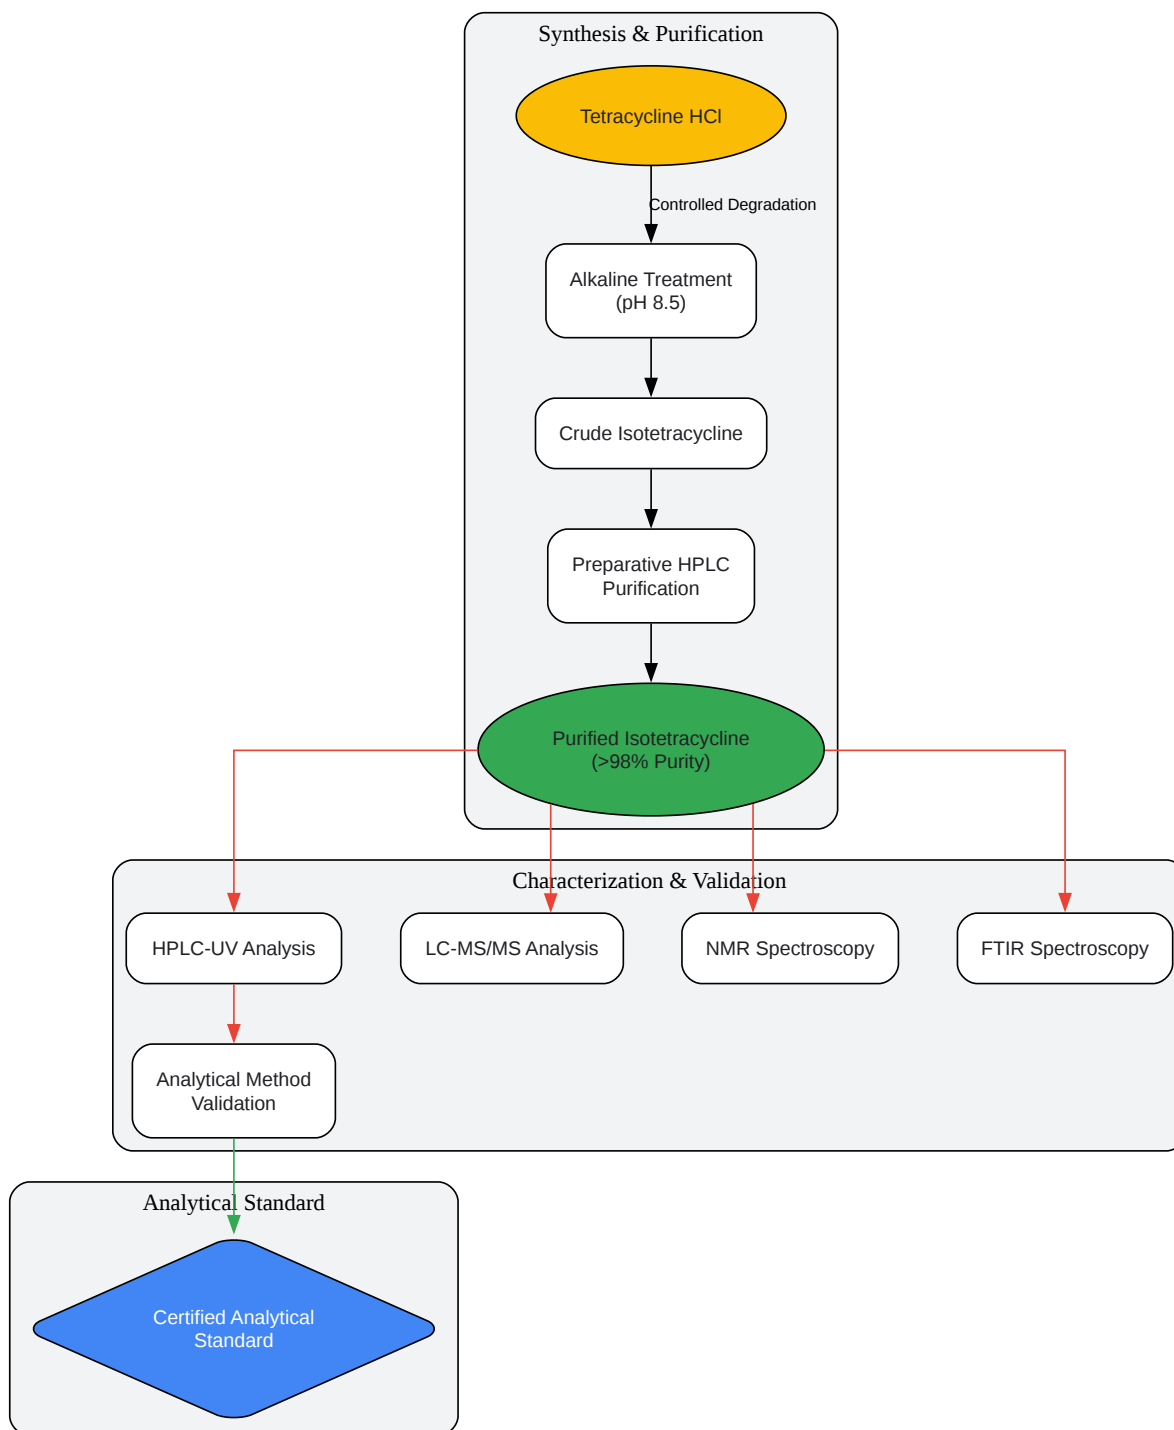 Synthesis & Purification
Tetracycline HCl
Controlled Degradation
Alkaline Treatment
(pH 8.5)
Crude Isotetracycline
Preparative HPLC
Purification
Purified Isotetracycline
(>98% Purity)
Characterization & Validation
HPLC-UV Analysis
LC-MS/MS Analysis
NMR Spectroscopy
FTIR Spectroscopy
Analytical Method
Validation
Analytical Standard
Certified Analytical
Standard